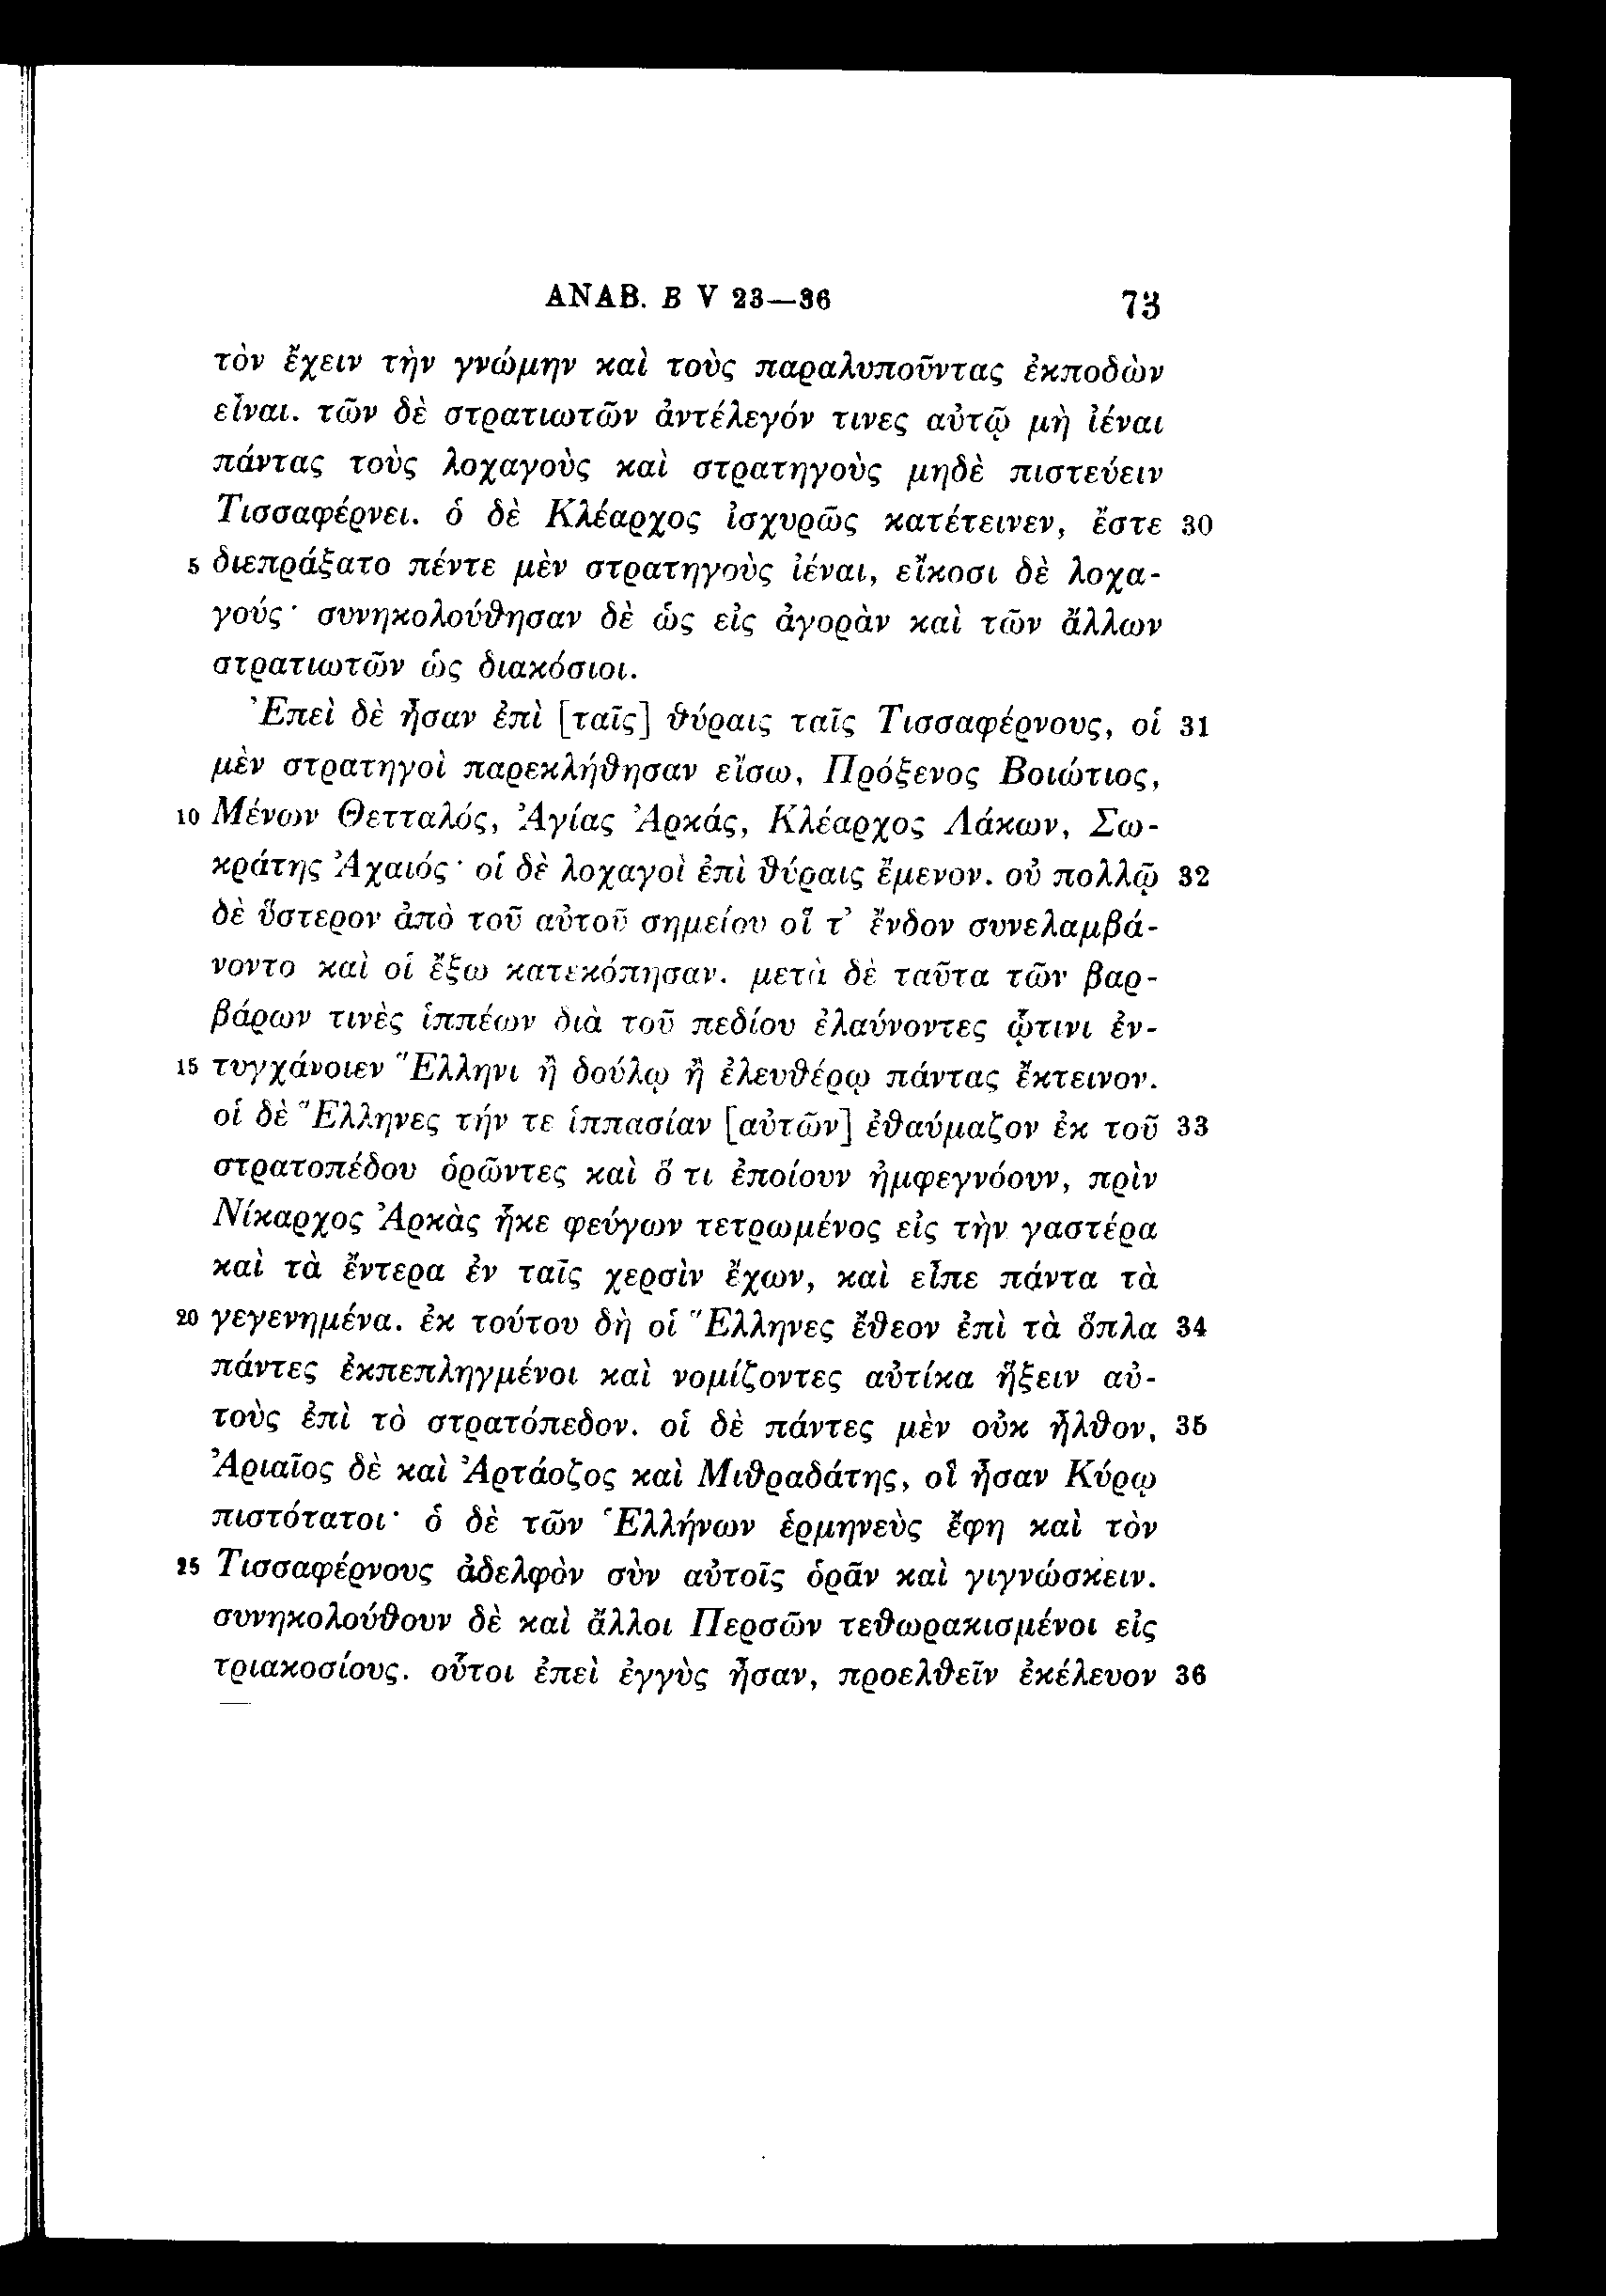 ANAB. B V 23—36 73
τὸν ἔχειν τὴν γνώμην καὶ τοὺς παραλυποῦντας ἐκποδὼν
εἶναι. τῶν δὲ στρατιωτῶν ἀντέλεγόν τινες αὐτῷ μὴ ἰέναι
πάντας τοὺς λοχαγοὺς καὶ στρατηγοὺς μηδὲ πιστεύειν
Τισσαφέρνει. ὁ δὲ Κλέαρχος ἰσχυρῶς κατέτεινεν, ἔστε 30
5 διεπράξατο πέντε μὲν στρατηγοὺς ἰέναι, εἴκοσι δὲ λοχα-
γούς· συνηκολούθησαν δὲ ὡς εἰς ἀγορὰν καὶ τῶν ἄλλων
στρατιωτῶν ὡς διακόσιοι.
Ἐπεὶ δὲ ἦσαν ἐπὶ [ταῖς] θύραις ταῖς Τισσαφέρνους, οἱ 31
μὲν στρατηγοὶ παρεκλήθησαν εἴσω, Πρόξενος Βοιώτιος,
10 Μένων Θετταλός, Ἀγίας Ἀρκάς, Κλέαρχος Λάκων, Σω-
κράτης Ἀχαιός· οἱ δὲ λοχαγοὶ ἐπὶ θύραις ἔμενον. οὐ πολλῷ 32
δὲ ὕστερον ἀπὸ τοῦ αὐτοῦ σημείου οἵ τ’ ἔνδον συνελαμβά-
νοντο καὶ οἱ ἔξω κατεκόπησαν. μετὰ δὲ ταῦτα τῶν βαρ-
βάρων τινὲς ἱππέων διὰ τοῦ πεδίου ἐλαύνοντες ᾧτινι ἐν-
15 τυγχάνοιεν Ἕλληνι ἢ δούλῳ ἢ ἐλευθέρῳ πάντας ἔκτεινον.
οἱ δὲ Ἕλληνες τήν τε ἱππασίαν [αὐτῶν] ἐθαύμαζον ἐκ τοῦ 33
στρατοπέδου ὁρῶντες καὶ ὅ τι ἐποίουν ἠμφεγνόουν, πρὶν
Νίκαρχος Ἀρκὰς ἧκε φεύγων τετρωμένος εἰς τὴν γαστέρα
καὶ τὰ ἔντερα ἐν ταῖς χερσὶν ἔχων, καὶ εἶπε πάντα τὰ
20 γεγενημένα. ἐκ τούτου δὴ οἱ Ἕλληνες ἔθεον ἐπὶ τὰ ὅπλα 34
πάντες ἐκπεπληγμένοι καὶ νομίζοντες αὐτίκα ἥξειν αὐ-
τοὺς ἐπὶ τὸ στρατόπεδον. οἱ δὲ πάντες μὲν οὐκ ἦλθον, 35
Ἀριαῖος δὲ καὶ Ἀρτάοζος καὶ Μιθραδάτης, οἳ ἦσαν Κύρῳ
πιστότατοι· ὁ δὲ τῶν Ἑλλήνων ἑρμηνεὺς ἔφη καὶ τὸν
25 Τισσαφέρνους ἀδελφὸν σὺν αὐτοῖς ὁρᾶν καὶ γιγνώσκειν.
συνηκολούθουν δὲ καὶ ἄλλοι Περσῶν τεθωρακισμένοι εἰς
τριακοσίους. οὗτοι ἐπεὶ ἐγγὺς ἦσαν, προελθεῖν ἐκέλευον 36